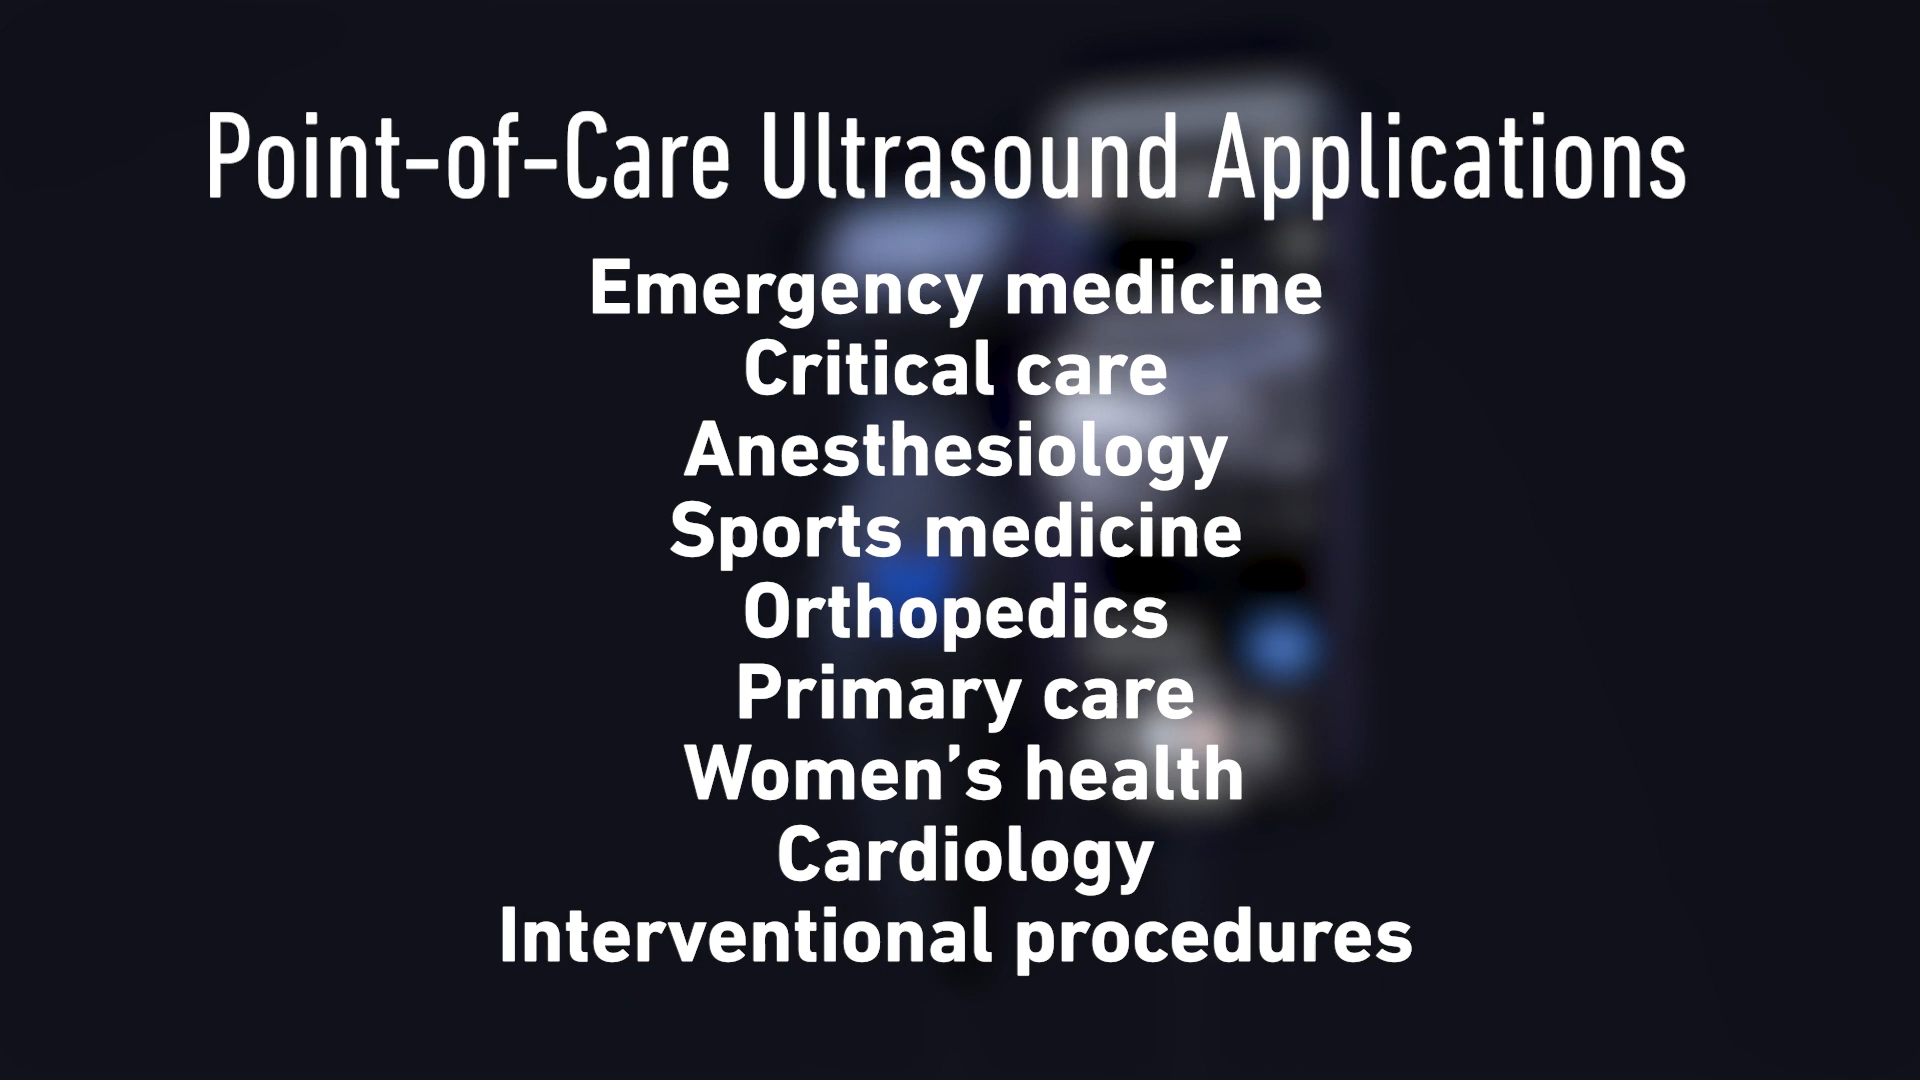 Point-of-Care Ultrasound Applications
Emergency medicine
Critical care
Anesthesiology
Sports medicine
Orthopedics
Primary care
Women’s health
Cardiology
Interventional procedures